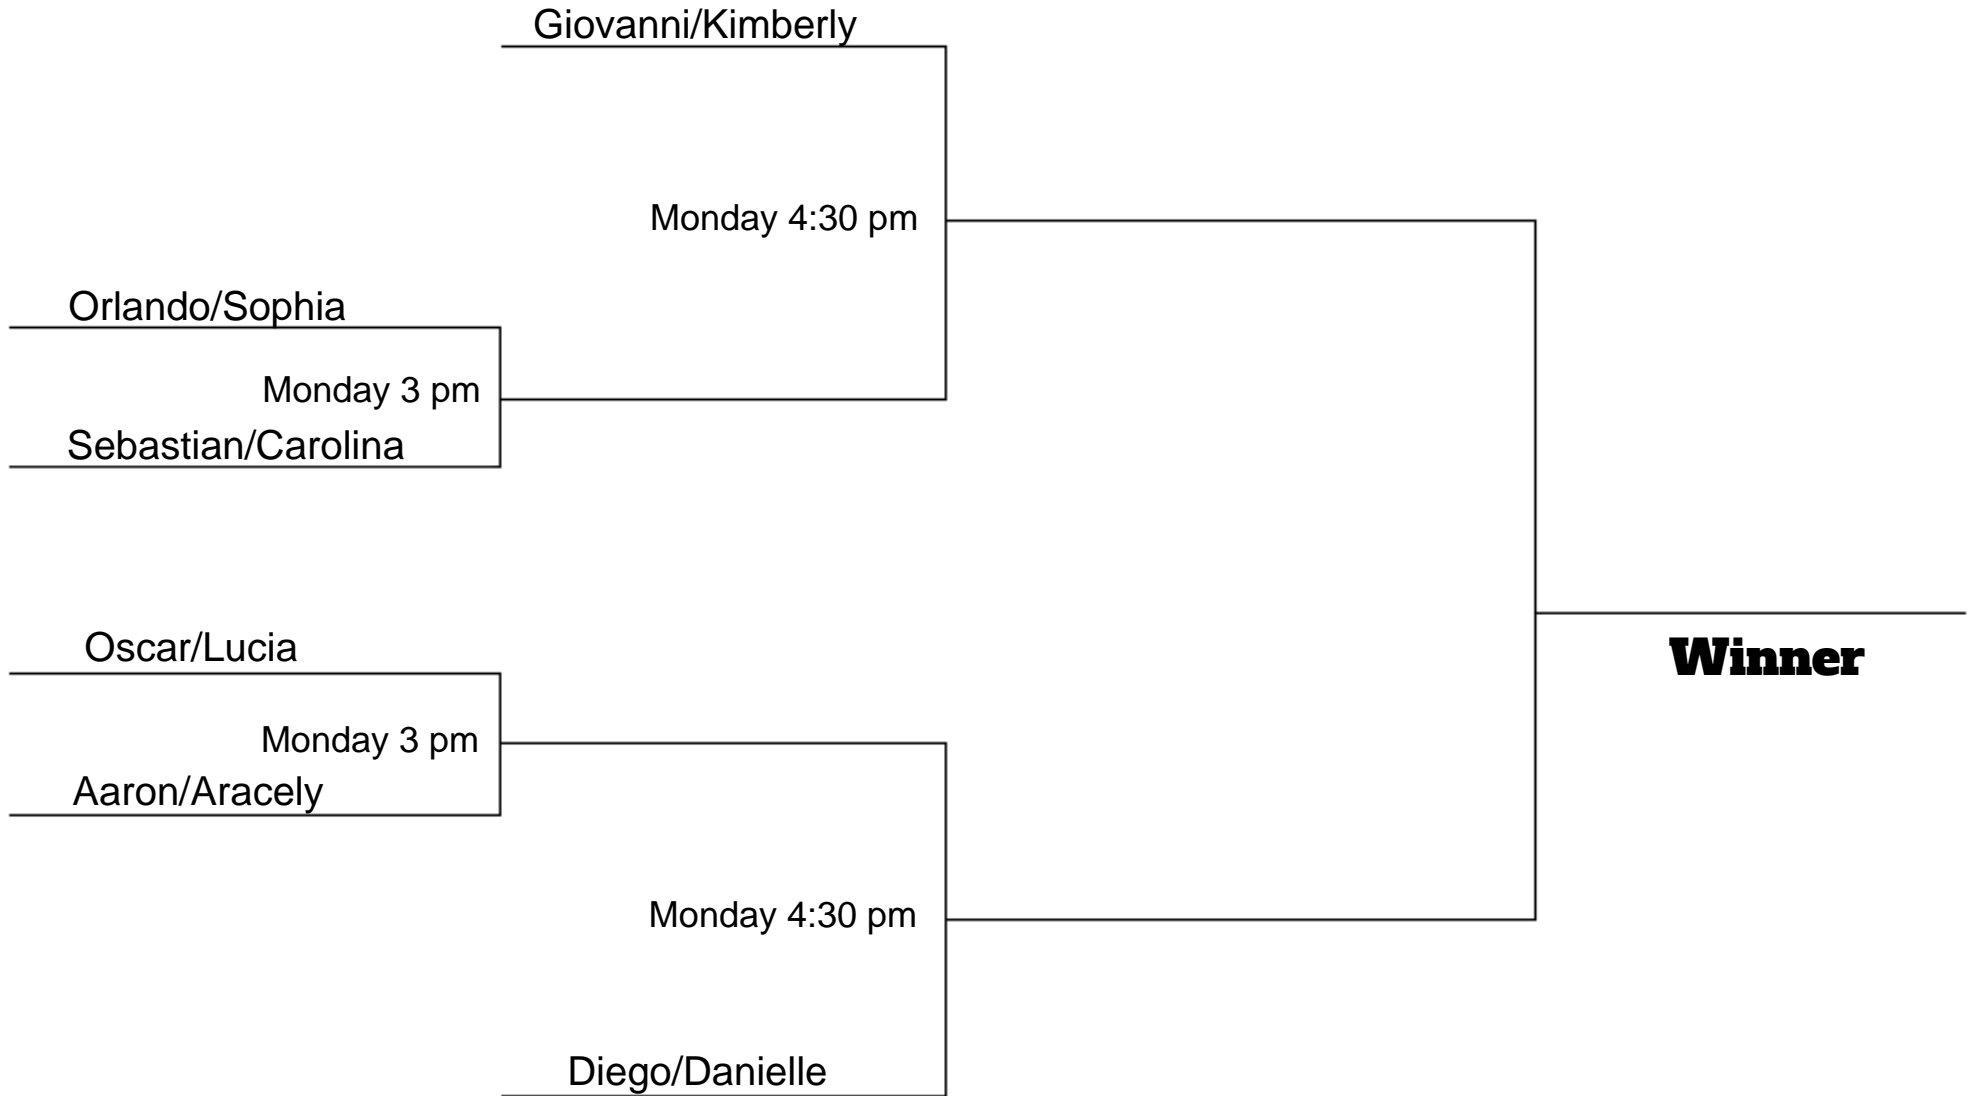 Giovanni/Kimberly
Monday 4:30 pm
Orlando/Sophia
Monday 3 pm
Sebastian/Carolina
Oscar/Lucia
Winner
Monday 3 pm
Aaron/Aracely
Monday 4:30 pm
Diego/Danielle